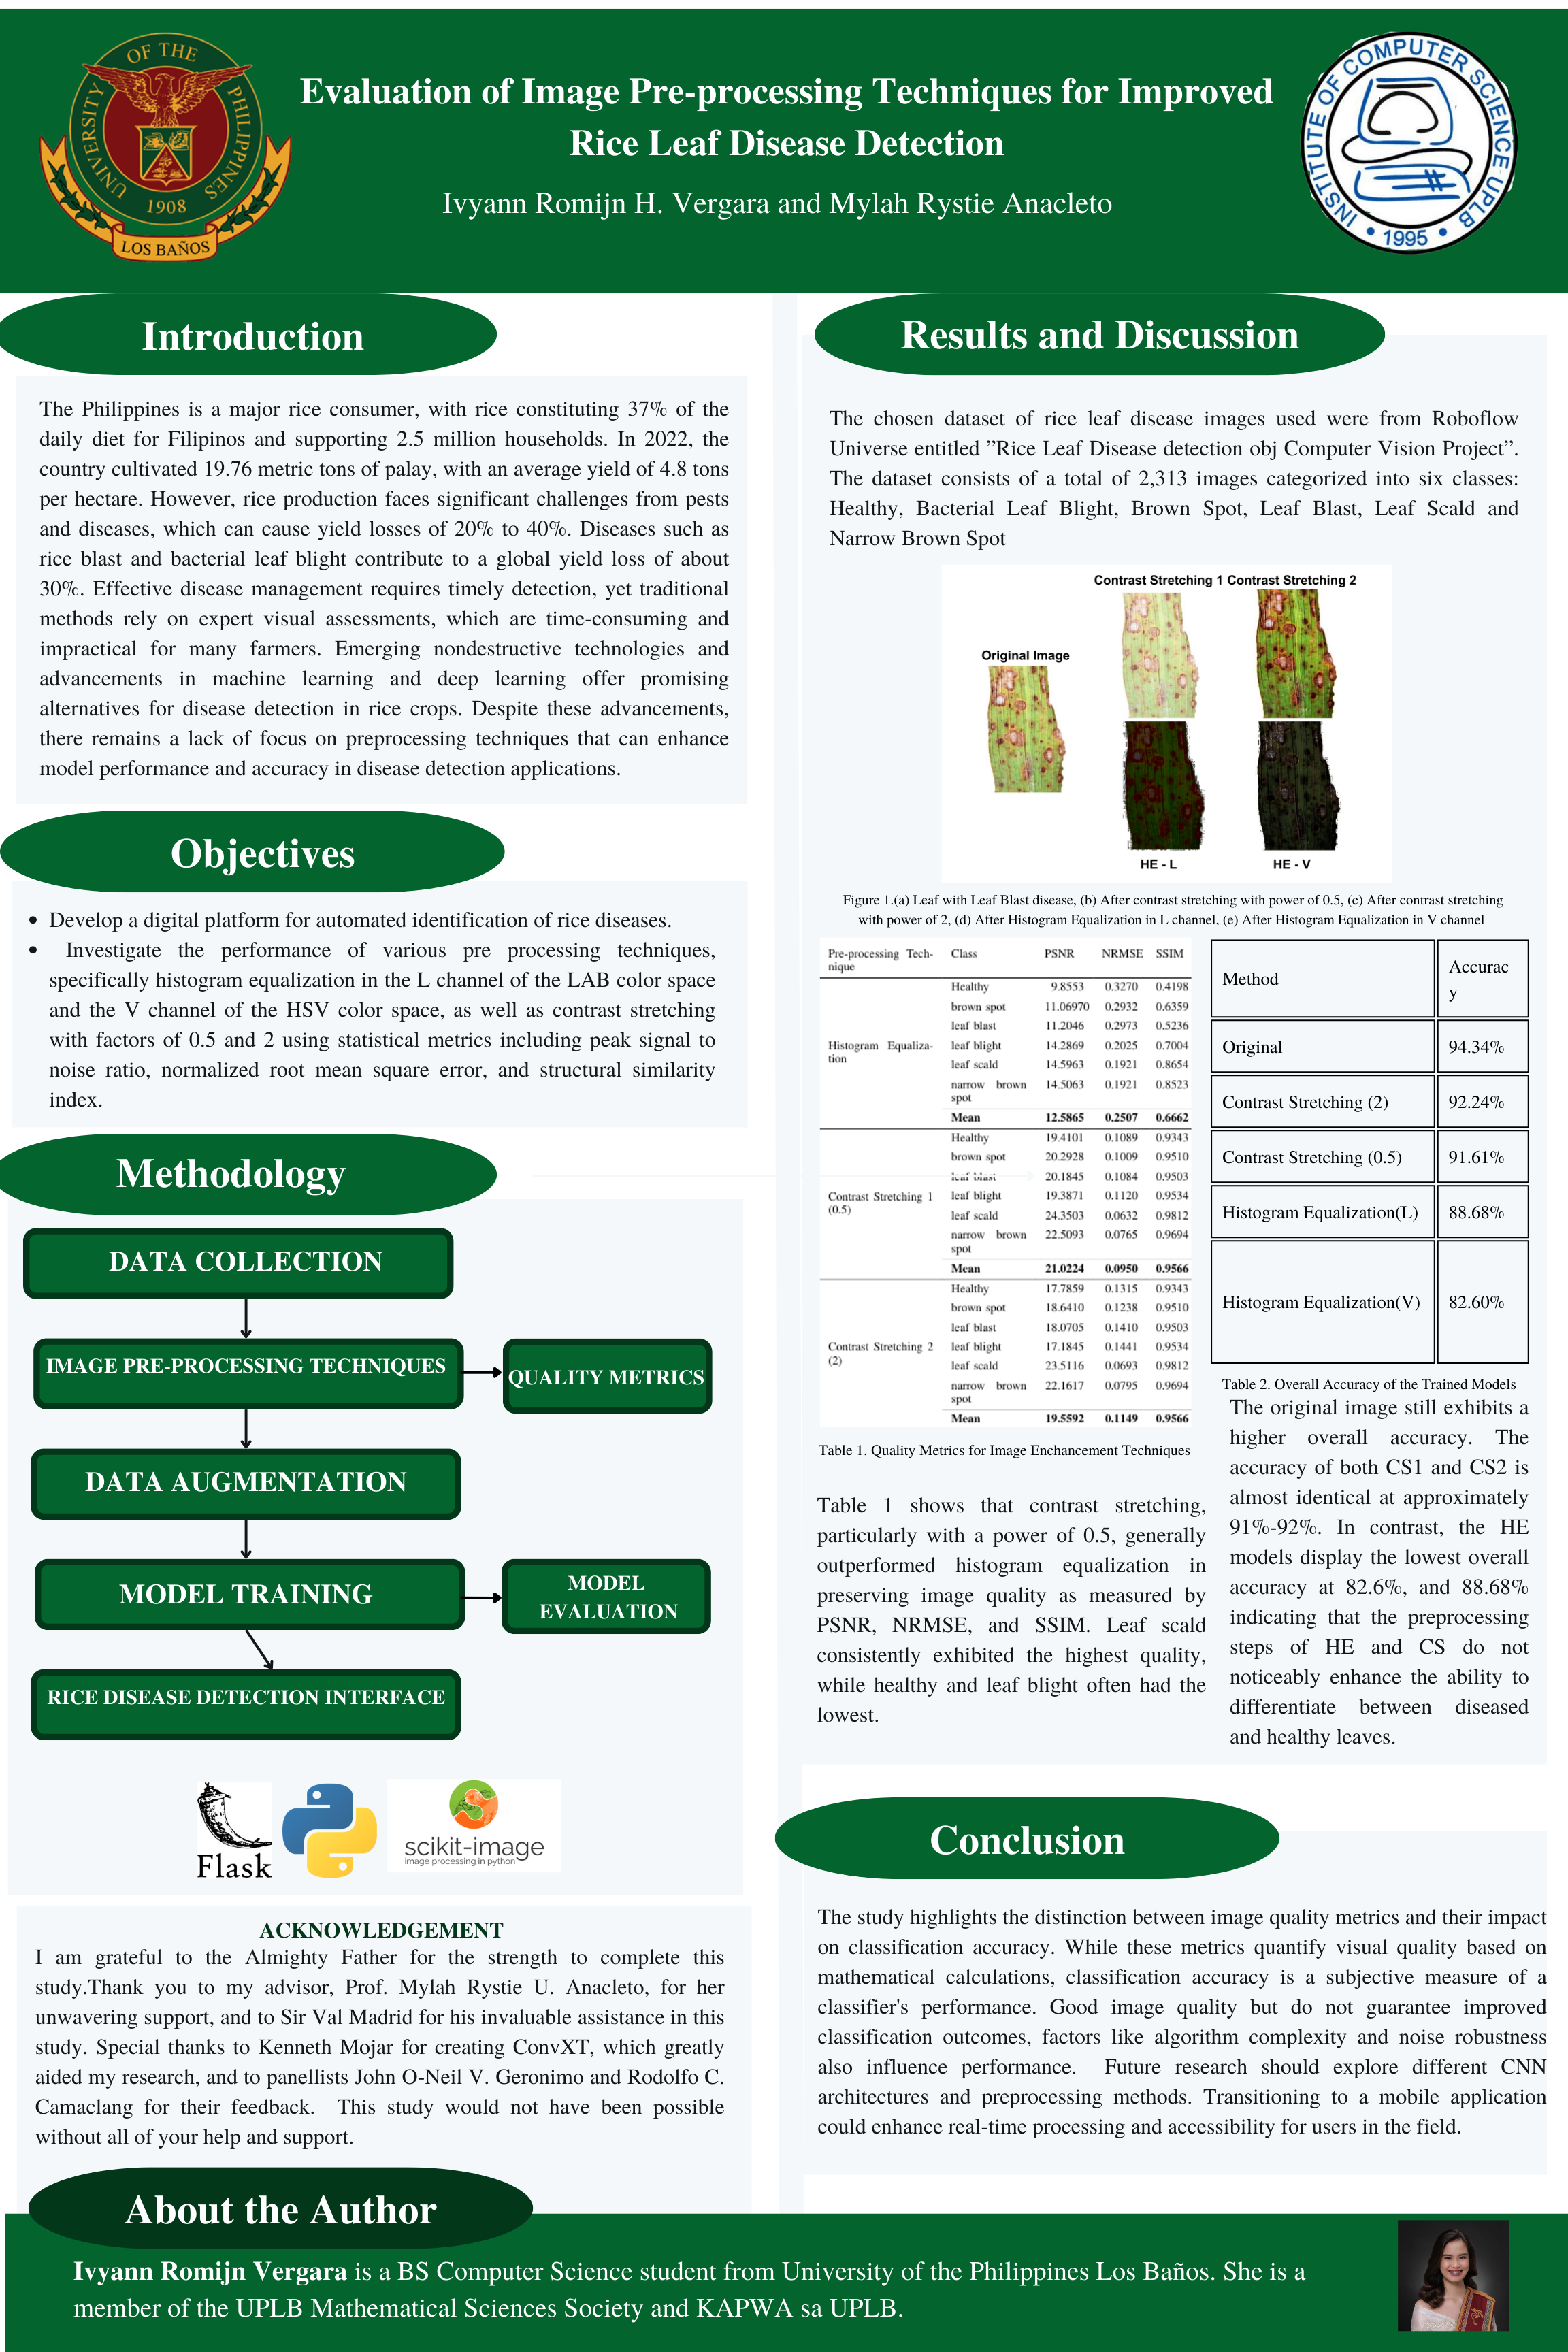 UNIVERSITY OF THE PHILIPPINES
1908
LOS BAÑOS
Evaluation of Image Pre-processing Techniques for Improved
Rice Leaf Disease Detection
Ivyann Romijn H. Vergara and Mylah Rystie Anacleto
INSTITUTE OF COMPUTER SCIENCE UPLB
• 1995 •
Introduction
The Philippines is a major rice consumer, with rice constituting 37% of the
daily diet for Filipinos and supporting 2.5 million households. In 2022, the
country cultivated 19.76 metric tons of palay, with an average yield of 4.8 tons
per hectare. However, rice production faces significant challenges from pests
and diseases, which can cause yield losses of 20% to 40%. Diseases such as
rice blast and bacterial leaf blight contribute to a global yield loss of about
30%. Effective disease management requires timely detection, yet traditional
methods rely on expert visual assessments, which are time-consuming and
impractical for many farmers. Emerging nondestructive technologies and
advancements in machine learning and deep learning offer promising
alternatives for disease detection in rice crops. Despite these advancements,
there remains a lack of focus on preprocessing techniques that can enhance
model performance and accuracy in disease detection applications.
Objectives
• Develop a digital platform for automated identification of rice diseases.
• Investigate the performance of various pre processing techniques,
specifically histogram equalization in the L channel of the LAB color space
and the V channel of the HSV color space, as well as contrast stretching
with factors of 0.5 and 2 using statistical metrics including peak signal to
noise ratio, normalized root mean square error, and structural similarity
index.
Methodology
DATA COLLECTION
IMAGE PRE-PROCESSING TECHNIQUES
QUALITY METRICS
DATA AUGMENTATION
MODEL TRAINING
MODEL
EVALUATION
RICE DISEASE DETECTION INTERFACE
Flask
scikit-image
image processing in python
ACKNOWLEDGEMENT
I am grateful to the Almighty Father for the strength to complete this
study.Thank you to my advisor, Prof. Mylah Rystie U. Anacleto, for her
unwavering support, and to Sir Val Madrid for his invaluable assistance in this
study. Special thanks to Kenneth Mojar for creating ConvXT, which greatly
aided my research, and to panellists John O-Neil V. Geronimo and Rodolfo C.
Camaclang for their feedback. This study would not have been possible
without all of your help and support.
Results and Discussion
The chosen dataset of rice leaf disease images used were from Roboflow
Universe entitled ”Rice Leaf Disease detection obj Computer Vision Project”.
The dataset consists of a total of 2,313 images categorized into six classes:
Healthy, Bacterial Leaf Blight, Brown Spot, Leaf Blast, Leaf Scald and
Narrow Brown Spot
Contrast Stretching 1 Contrast Stretching 2
Original Image
HE - L HE - V
Figure 1.(a) Leaf with Leaf Blast disease, (b) After contrast stretching with power of 0.5, (c) After contrast stretching
with power of 2, (d) After Histogram Equalization in L channel, (e) After Histogram Equalization in V channel
Pre-processing Tech- Class PSNR NRMSE SSIM
nique
Healthy 9.8553 0.3270 0.4198
brown spot 11.06970 0.2932 0.6359
leaf blast 11.2046 0.2973 0.5236
Histogram Equaliza- leaf blight 14.2869 0.2025 0.7004
tion leaf scald 14.5963 0.1921 0.8654
narrow brown 14.5063 0.1921 0.8523
spot
Mean 12.5865 0.2507 0.6662
Healthy 19.4101 0.1089 0.9343
brown spot 20.2928 0.1009 0.9510
leaf blast 20.1845 0.1084 0.9503
Contrast Stretching 1 leaf blight 19.3871 0.1120 0.9534
(0.5) leaf scald 24.3503 0.0632 0.9812
narrow brown 22.5093 0.0765 0.9694
spot
Mean 21.0224 0.0950 0.9566
Healthy 17.7859 0.1315 0.9343
brown spot 18.6410 0.1238 0.9510
leaf blast 18.0705 0.1410 0.9503
Contrast Stretching 2 leaf blight 17.1845 0.1441 0.9534
(2) leaf scald 23.5116 0.0693 0.9812
narrow brown 22.1617 0.0795 0.9694
spot
Mean 19.5592 0.1149 0.9566
Table 1. Quality Metrics for Image Enchancement Techniques
Table 1 shows that contrast stretching,
particularly with a power of 0.5, generally
outperformed histogram equalization in
preserving image quality as measured by
PSNR, NRMSE, and SSIM. Leaf scald
consistently exhibited the highest quality,
while healthy and leaf blight often had the
lowest.
Method Accurac
y
Original 94.34%
Contrast Stretching (2) 92.24%
Contrast Stretching (0.5) 91.61%
Histogram Equalization(L) 88.68%
Histogram Equalization(V) 82.60%
Table 2. Overall Accuracy of the Trained Models
The original image still exhibits a
higher overall accuracy. The
accuracy of both CS1 and CS2 is
almost identical at approximately
91%-92%. In contrast, the HE
models display the lowest overall
accuracy at 82.6%, and 88.68%
indicating that the preprocessing
steps of HE and CS do not
noticeably enhance the ability to
differentiate between diseased
and healthy leaves.
Conclusion
The study highlights the distinction between image quality metrics and their impact
on classification accuracy. While these metrics quantify visual quality based on
mathematical calculations, classification accuracy is a subjective measure of a
classifier's performance. Good image quality but do not guarantee improved
classification outcomes, factors like algorithm complexity and noise robustness
also influence performance. Future research should explore different CNN
architectures and preprocessing methods. Transitioning to a mobile application
could enhance real-time processing and accessibility for users in the field.
About the Author
Ivyann Romijn Vergara is a BS Computer Science student from University of the Philippines Los Baños. She is a
member of the UPLB Mathematical Sciences Society and KAPWA sa UPLB.